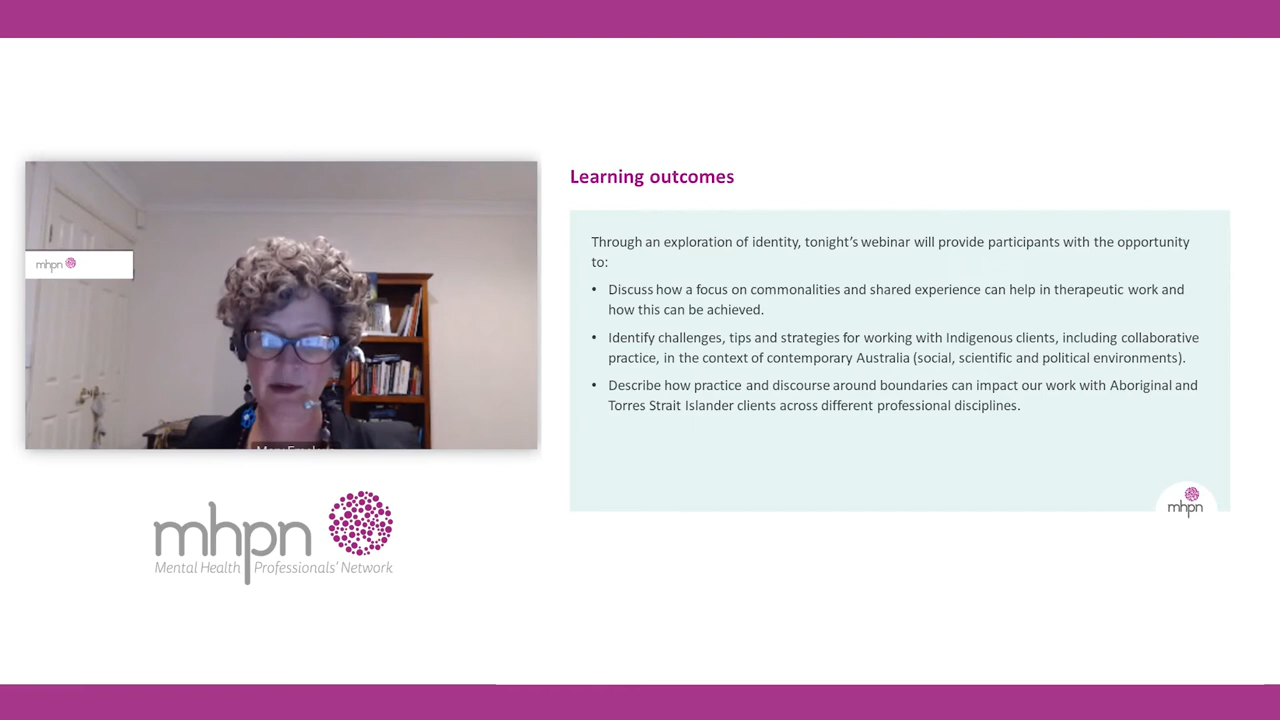 mhpn
mhpn
Mental Health Professionals' Network
Learning outcomes
Through an exploration of identity, tonight's webinar will provide participants with the opportunity
to:
• Discuss how a focus on commonalities and shared experience can help in therapeutic work and
how this can be achieved.
• Identify challenges, tips and strategies for working with Indigenous clients, including collaborative
practice, in the context of contemporary Australia (social, scientific and political environments).
• Describe how practice and discourse around boundaries can impact our work with Aboriginal and
Torres Strait Islander clients across different professional disciplines.
mhpn